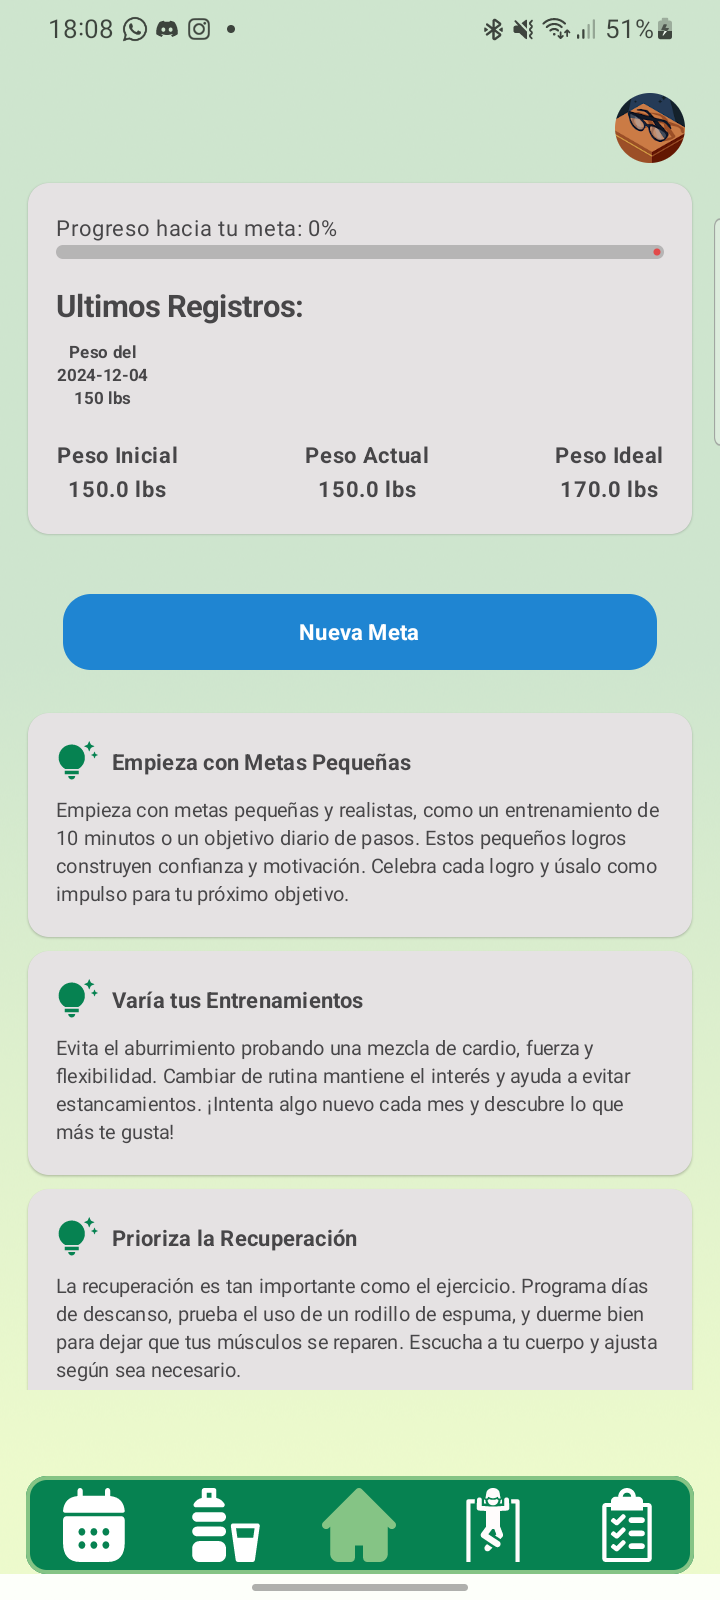 18:08
51%
Progreso hacia tu meta: 0%
Ultimos Registros:
Peso del
2024-12-04
150 lbs
Peso Inicial Peso Actual Peso Ideal
150.0 lbs 150.0 lbs 170.0 lbs
Nueva Meta
Empieza con Metas Pequeñas
Empieza con metas pequeñas y realistas, como un entrenamiento de
10 minutos o un objetivo diario de pasos. Estos pequeños logros
construyen confianza y motivación. Celebra cada logro y úsalo como
impulso para tu próximo objetivo.
Varía tus Entrenamientos
Evita el aburrimiento probando una mezcla de cardio, fuerza y
flexibilidad. Cambiar de rutina mantiene el interés y ayuda a evitar
estancamientos. ¡Intenta algo nuevo cada mes y descubre lo que
más te gusta!
Prioriza la Recuperación
La recuperación es tan importante como el ejercicio. Programa días
de descanso, prueba el uso de un rodillo de espuma, y duerme bien
para dejar que tus músculos se reparen. Escucha a tu cuerpo y ajusta
según sea necesario.